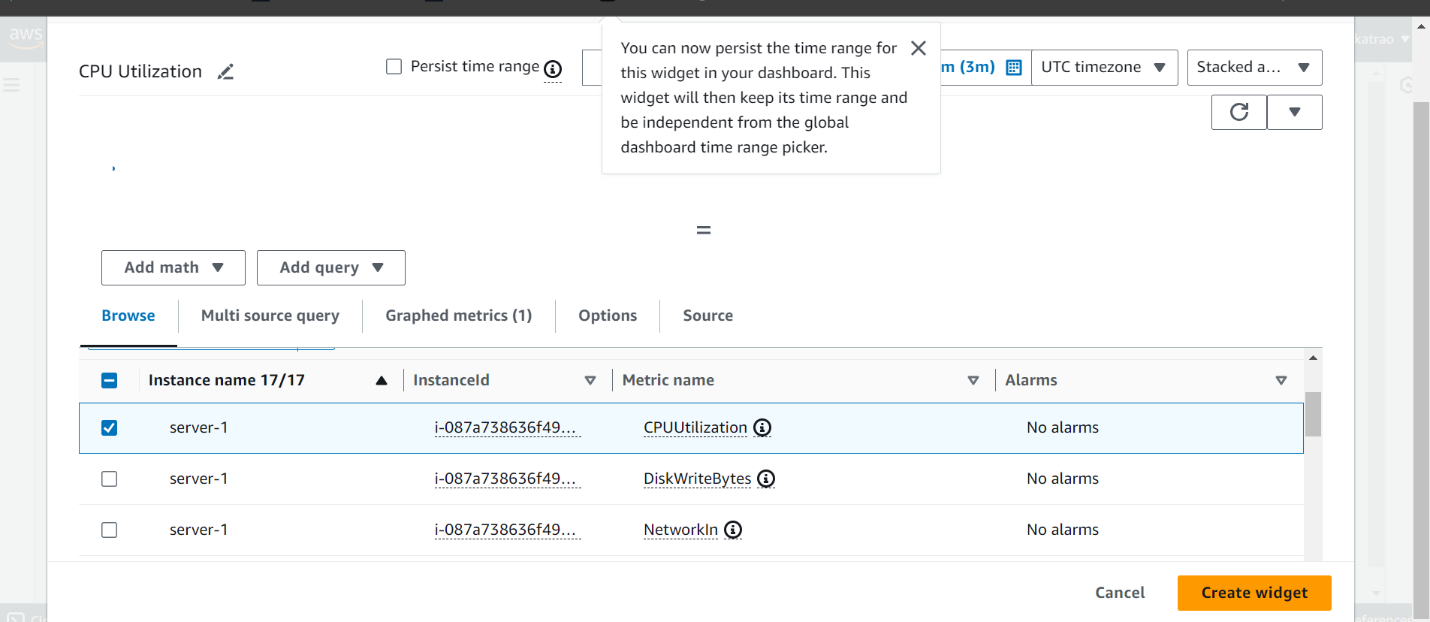 aws
katrao
You can now persist the time range for
this widget in your dashboard. This
widget will then keep its time range and
be independent from the global
dashboard time range picker.
CPU Utilization
Persist time range
m (3m)
UTC timezone
Stacked a...
=
Add math
Add query
Browse
Multi source query
Graphed metrics (1)
Options
Source
Instance name 17/17
InstanceId
Metric name
Alarms
server-1 i-087a738636f49... CPUUtilization No alarms
server-1 i-087a738636f49... DiskWriteBytes No alarms
server-1 i-087a738636f49... NetworkIn No alarms
Cancel
Create widget